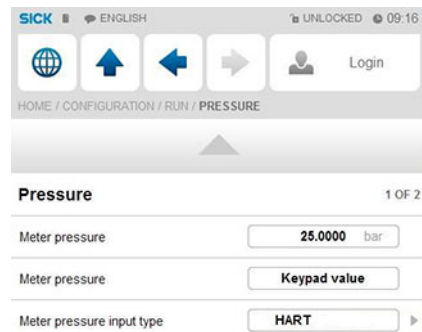 SICK ENGLISH UNLOCKED 09:16
Login
HOME / CONFIGURATION / RUN / PRESSURE
Pressure 1 OF 2
Meter pressure 25.0000 bar
Meter pressure Keypad value
Meter pressure input type HART